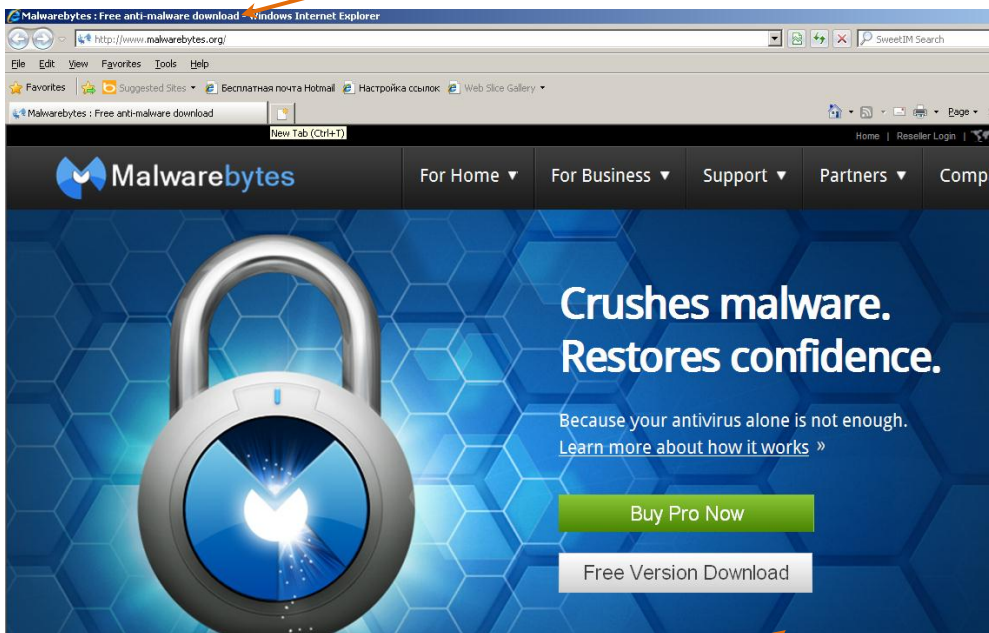 Malwarebytes : Free anti-malware download - Windows Internet Explorer
http://www.malwarebytes.org/
SweetIM Search
File Edit View Favorites Tools Help
Favorites Suggested Sites Бесплатная почта Hotmail Настройка ссылок Web Slice Gallery
Malwarebytes : Free anti-malware download
Page
New Tab (Ctrl+T)
Home | Reseller Login |
Malwarebytes
For Home ▼ For Business ▼ Support ▼ Partners ▼ Comp
Crushes malware.
Restores confidence.
Because your antivirus alone is not enough.
Learn more about how it works »
Buy Pro Now
Free Version Download